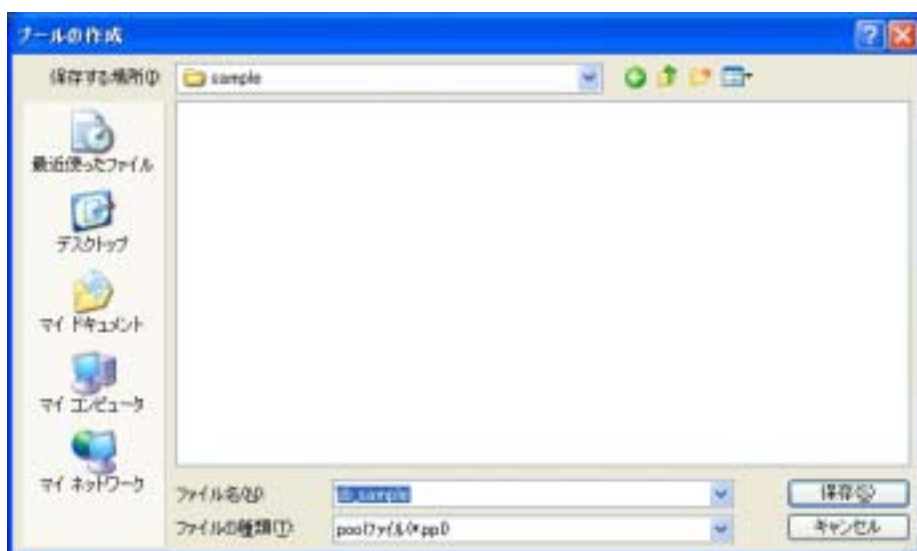 プールの作成
保存する場所(I):
sample
最近使ったファイル
デスクトップ
マイ ドキュメント
マイ コンピュータ
マイ ネットワーク
ファイル名(N):
保存(S)
ファイルの種類(T):
poolファイル(*.ppl)
キャンセル